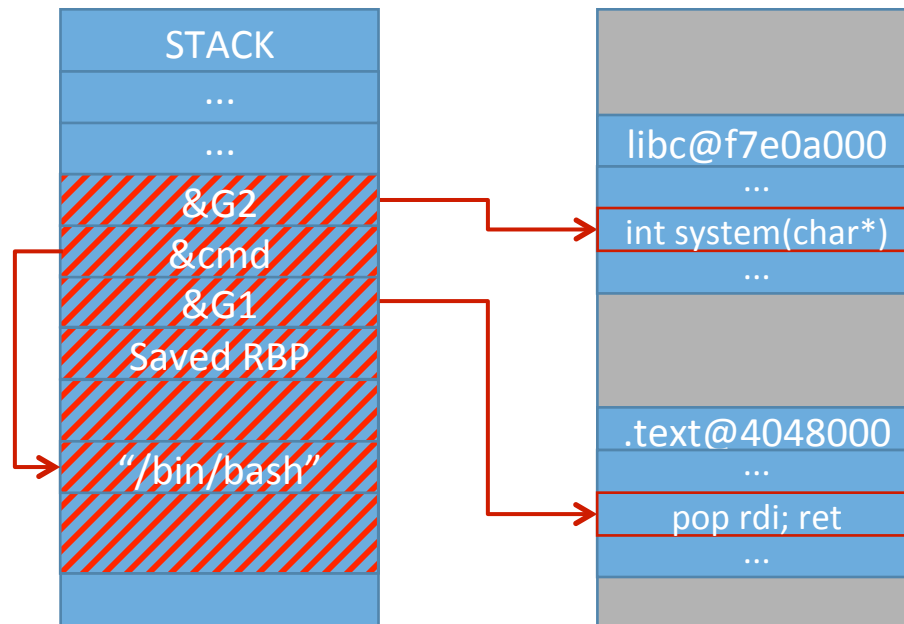 STACK
...
...
&G2
&cmd
&G1
Saved RBP
“/bin/bash”
libc@f7e0a000
...
int system(char*)
...
.text@4048000
...
pop rdi; ret
...